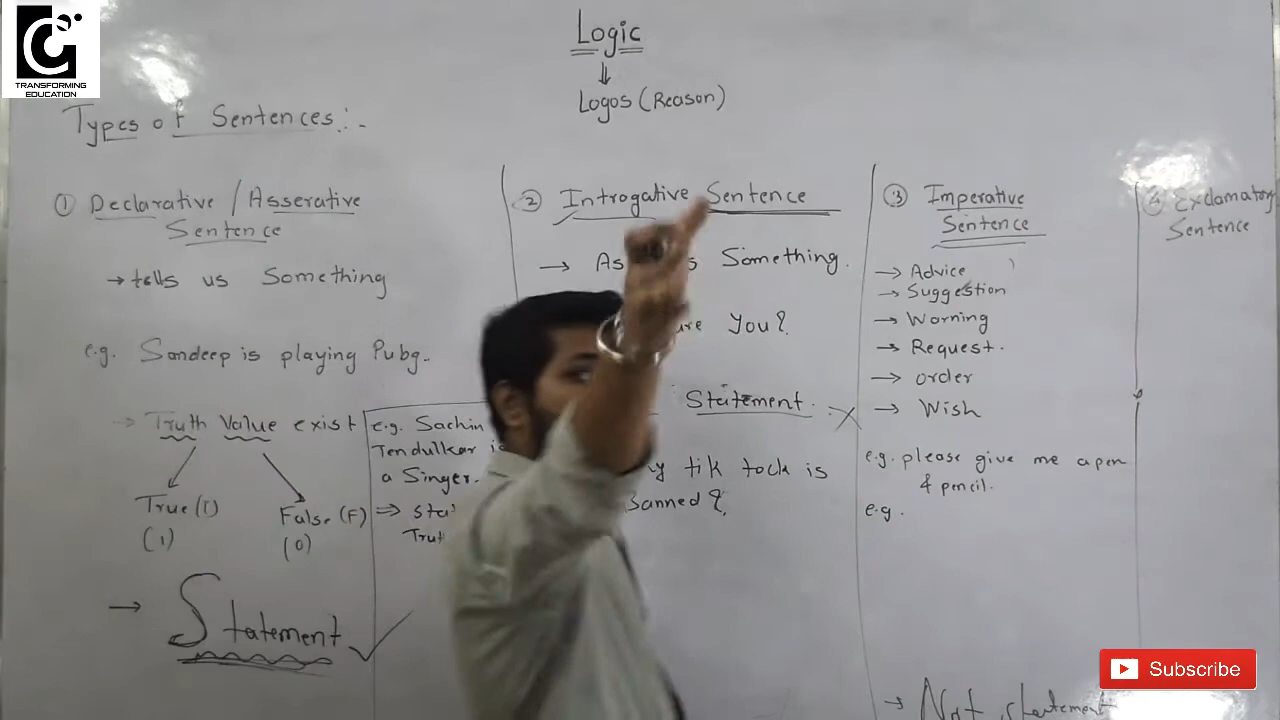 TRANSFORMING
EDUCATION
Logic
⇓
Logos (Reason)
Types of Sentences:-
① Declarative / Asserative
Sentence
→ tells us Something
e.g. Sandeep is playing Pubg.
→ Truth Value exist
True (T)
(1)
False (F)
(0)
→ Statement ✓
e.g. Sachin
Tendulkar is
a Singer.
⇒
② Introgative Sentence
→ Something.
You?
Statement. X
tik tock is
Banned?
③ Imperative
Sentence
→ Advice
→ Suggestion
→ Worning
→ Request.
→ order
→ Wish
e.g. please give me a pen
& pencil.
e.g.
→ Not statement
④ Exclamatory
Sentence
Subscribe